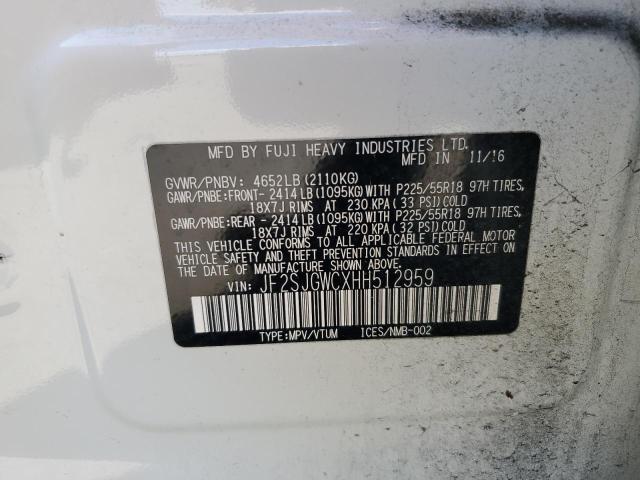 MFD BY FUJI HEAVY INDUSTRIES LTD.
MFD IN 11/16
GVWR/PNBV: 4652LB(2110KG)
GAWR/PNBE:FRONT- 2414LB(1095KG)WITH P225/55R18 97H TIRES,
18X7J RIMS AT 230 KPA(33 PSI)COLD
GAWR/PNBE:REAR - 2414LB(1095KG)WITH P225/55R18 97H TIRES,
18X7J RIMS AT 220 KPA(32 PSI)COLD
THIS VEHICLE CONFORMS TO ALL APPLICABLE FEDERAL MOTOR
VEHICLE SAFETY AND THEFT PREVENTION STANDARDS IN EFFECT
ON THE DATE OF MANUFACTURE SHOWN ABOVE.
VIN: JF2SJGWCXHH512959
TYPE:MPV/VTUM ICES/NMB-002